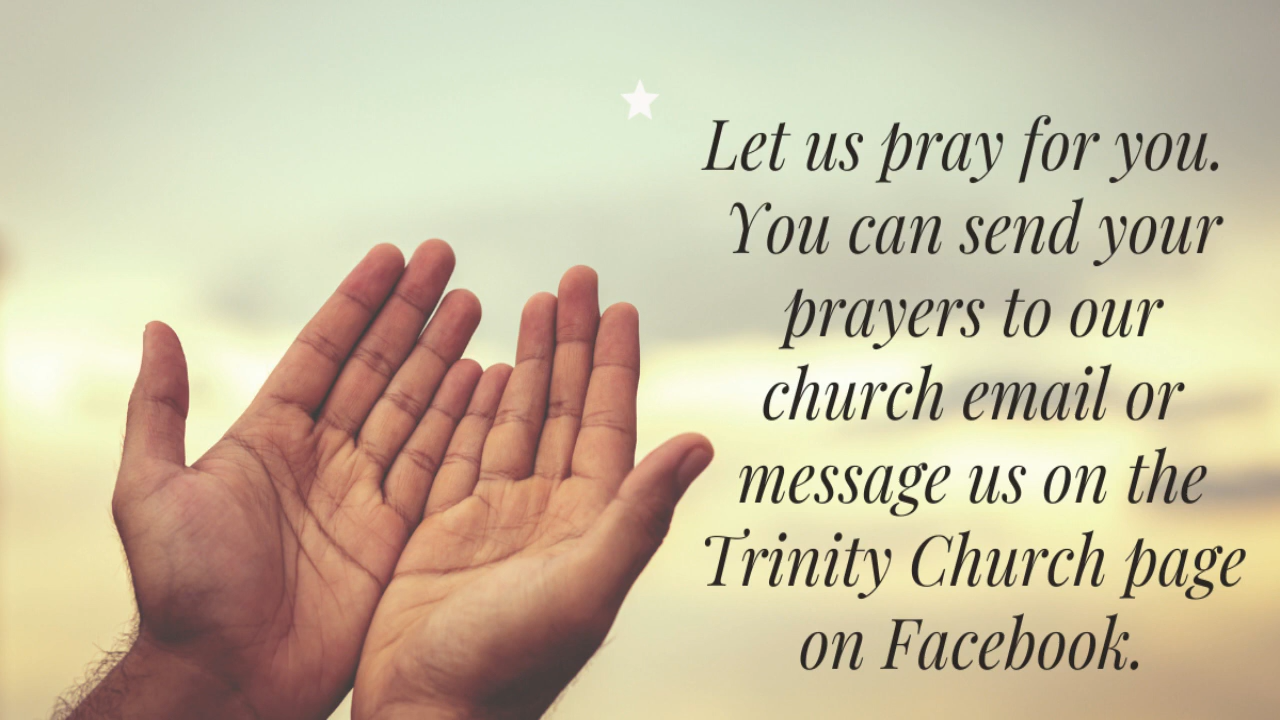 Let us pray for you.
You can send your
prayers to our
church email or
message us on the
Trinity Church page
on Facebook.